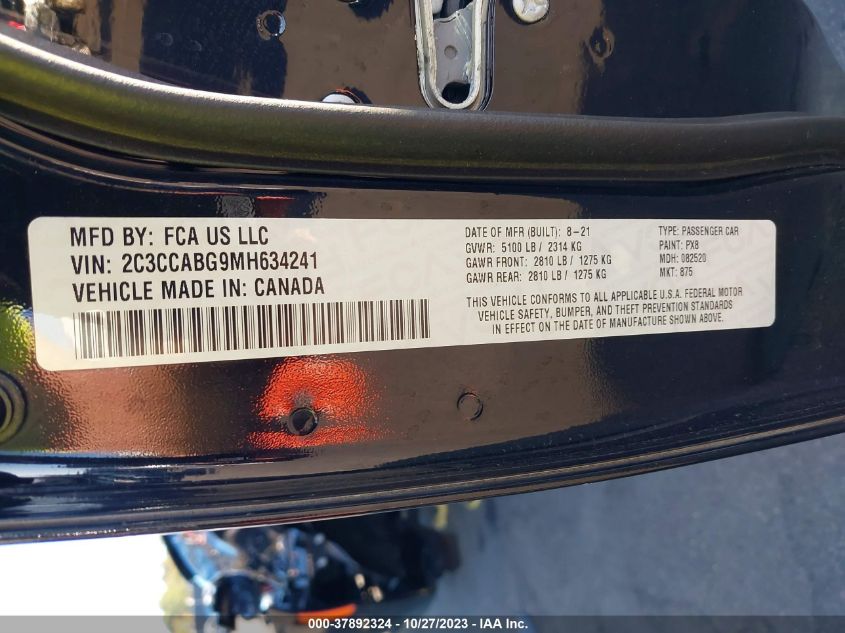 MFD BY: FCA US LLC
VIN: 2C3CCABG9MH634241
VEHICLE MADE IN: CANADA
DATE OF MFR (BUILT): 8-21
GVWR: 5100 LB / 2314 KG
GAWR FRONT: 2810 LB / 1275 KG
GAWR REAR: 2810 LB / 1275 KG
TYPE: PASSENGER CAR
PAINT: PX8
MDH: 082520
MKT: 875
THIS VEHICLE CONFORMS TO ALL APPLICABLE U.S.A. FEDERAL MOTOR
VEHICLE SAFETY, BUMPER, AND THEFT PREVENTION STANDARDS
IN EFFECT ON THE DATE OF MANUFACTURE SHOWN ABOVE.
000-37892324 - 10/27/2023 - IAA Inc.